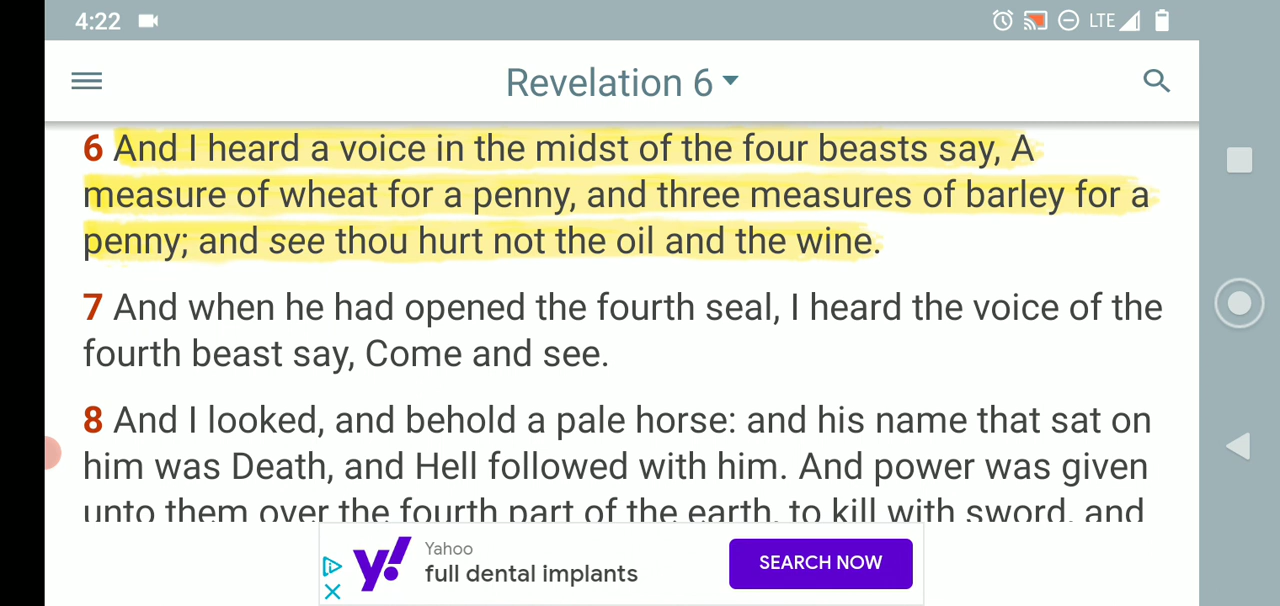 4:22 LTE
Revelation 6
6 And I heard a voice in the midst of the four beasts say, A
measure of wheat for a penny, and three measures of barley for a
penny; and see thou hurt not the oil and the wine.
7 And when he had opened the fourth seal, I heard the voice of the
fourth beast say, Come and see.
8 And I looked, and behold a pale horse: and his name that sat on
him was Death, and Hell followed with him. And power was given
unto them over the fourth part of the earth, to kill with sword, and
y!
Yahoo
full dental implants
SEARCH NOW